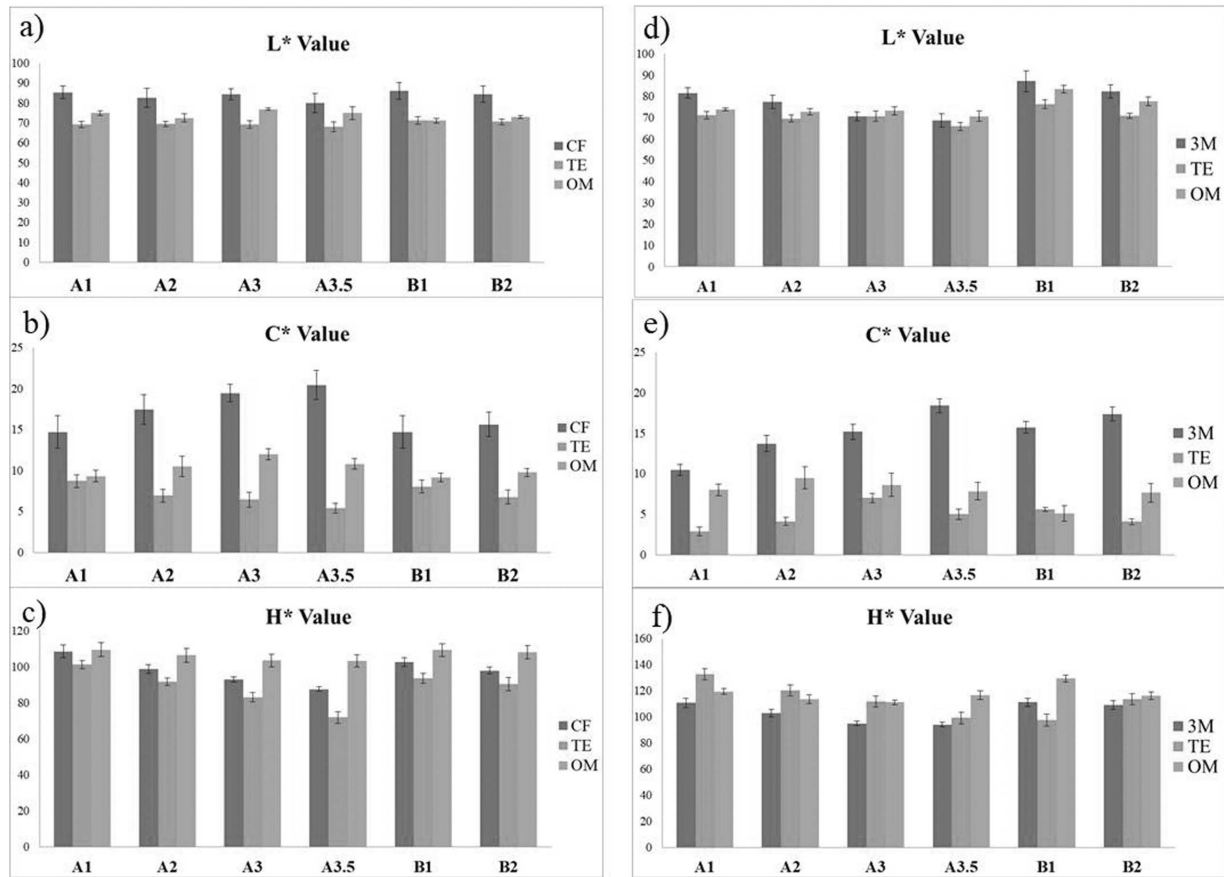 a)
L* Value
100
90
80
70
60
50
40
30
20
10
0
A1 A2 A3 A3.5 B1 B2
CF
TE
OM
b)
C* Value
25
20
15
10
5
0
A1 A2 A3 A3.5 B1 B2
CF
TE
OM
c)
H* Value
120
100
80
60
40
20
0
A1 A2 A3 A3.5 B1 B2
CF
TE
OM
d)
L* Value
100
90
80
70
60
50
40
30
20
10
0
A1 A2 A3 A3.5 B1 B2
3M
TE
OM
e)
C* Value
25
20
15
10
5
0
A1 A2 A3 A3.5 B1 B2
3M
TE
OM
f)
H* Value
160
140
120
100
80
60
40
20
0
A1 A2 A3 A3.5 B1 B2
3M
TE
OM